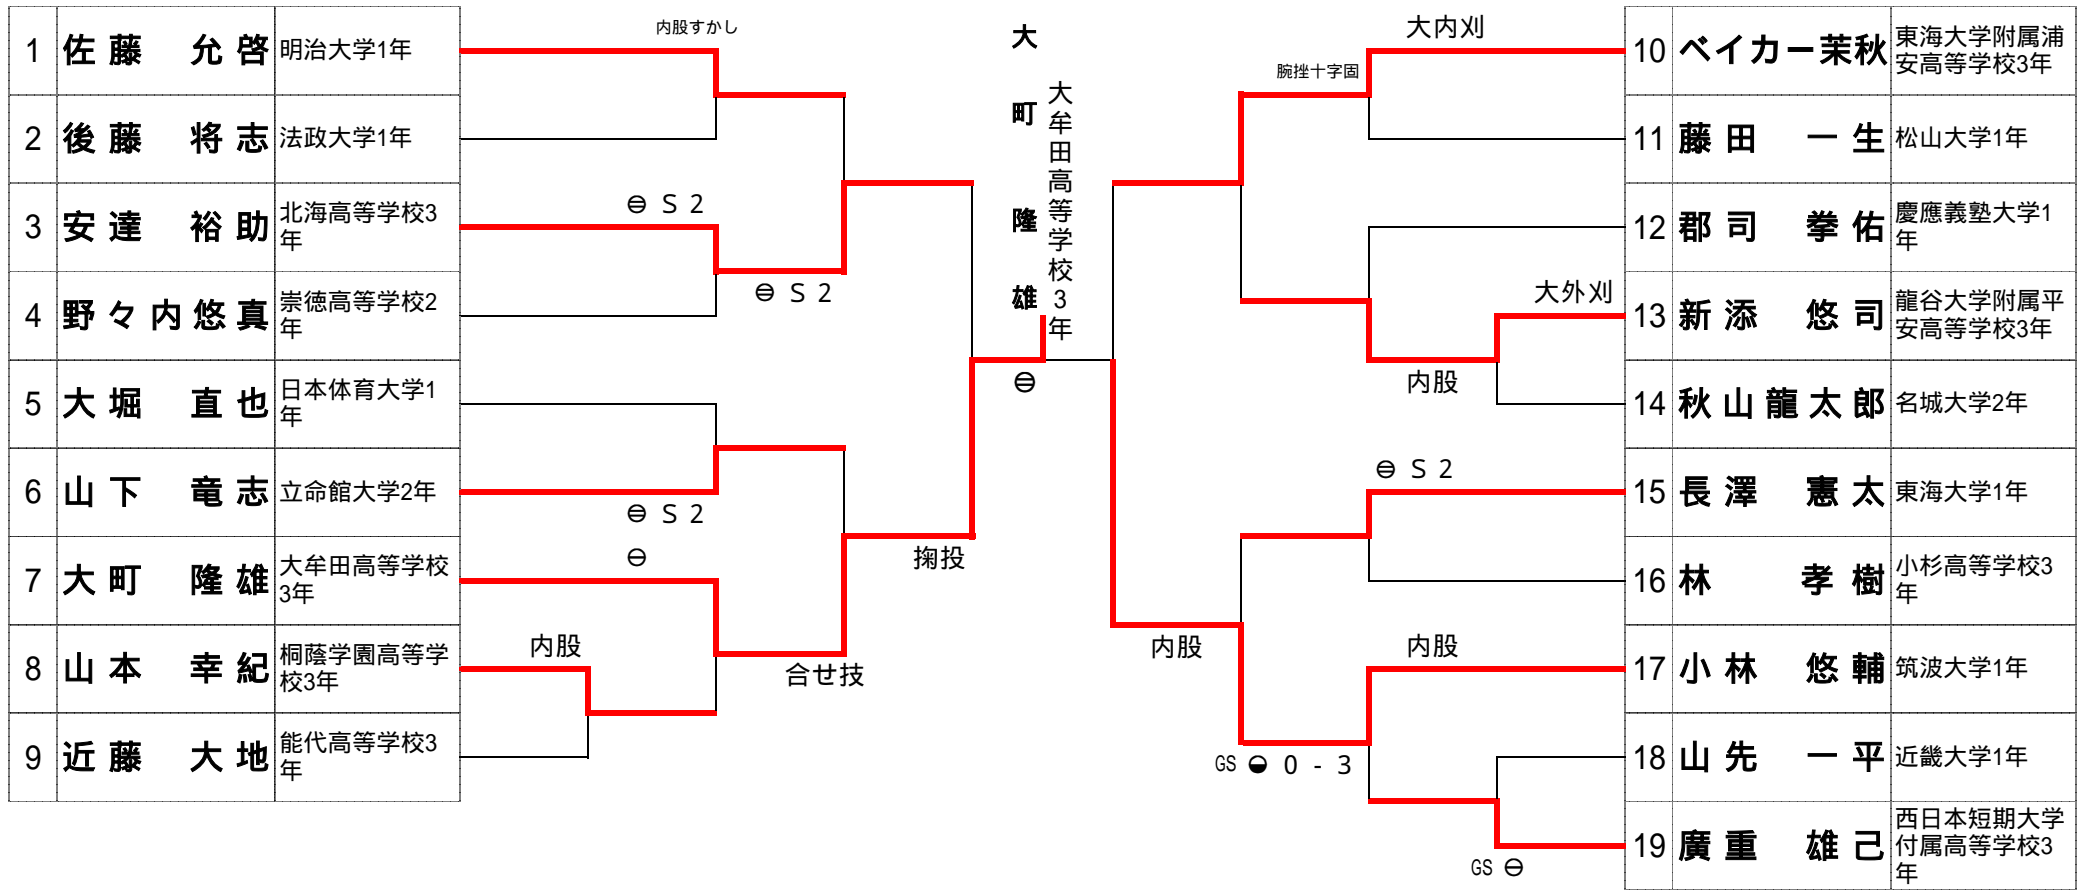 1 佐藤 允啓 明治大学1年
2 後藤 将志 法政大学1年
3 安達 裕助 北海高等学校3
年
4 野々内悠真 崇徳高等学校2
年
5 大堀 直也 日本体育大学1
年
6 山下 竜志 立命館大学2年
7 大町 隆雄 大牟田高等学校
3年
8 山本 幸紀 桐蔭学園高等学
校3年
9 近藤 大地 能代高等学校3
年
内股すかし
⊖ S 2
⊖ S 2
⊖ S 2
⊖
内股
合せ技
掬投
大町隆雄
大牟田高等学校3年
⊖
大内刈
腕挫十字固
大外刈
内股
⊖ S 2
内股
内股
GS ◒ 0 - 3
GS ⊖
10 ベイカー茉秋 東海大学附属浦
安高等学校3年
11 藤田 一生 松山大学1年
12 郡司 拳佑 慶應義塾大学1
年
13 新添 悠司 龍谷大学附属平
安高等学校3年
14 秋山龍太郎 名城大学2年
15 長澤 憲太 東海大学1年
16 林 孝樹 小杉高等学校3
年
17 小林 悠輔 筑波大学1年
18 山先 一平 近畿大学1年
19 廣重 雄己 西日本短期大学
付属高等学校3
年